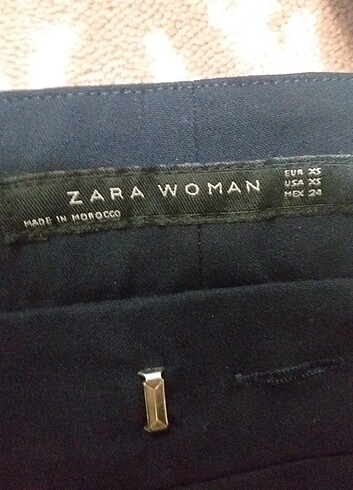 ZARA WOMAN
MADE IN MOROCCO
EUR XS
USA XS
MEX 24